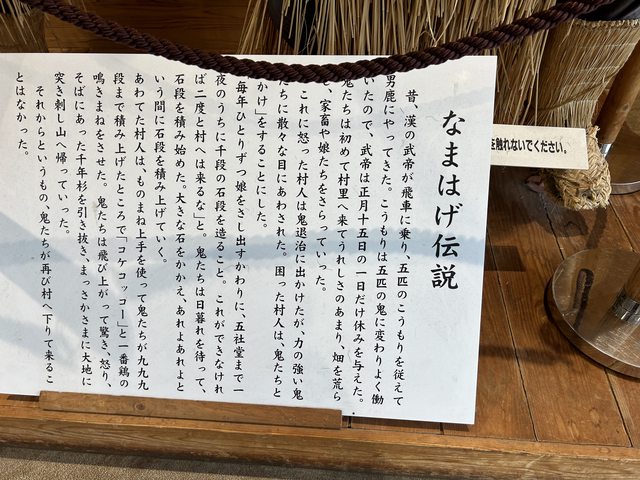 を触れないでください。
なまはげ伝説
昔、漢の武帝が飛車に乗り、五匹のこうもりを従えて
男鹿にやってきた。こうもりは五匹の鬼に変わりよく働
いたので、武帝は正月十五日の一日だけ休みを与えた。
鬼たちは初めて村里へ来てうれしさのあまり、畑を荒ら
、家畜や娘たちをさらっていった。
これに怒った村人は鬼退治に出かけたが、力の強い鬼
たちに散々な目にあわされた。困った村人は、鬼たちと
かけ」をすることにした。
毎年ひとりずつ娘をさし出すかわりに、五社堂まで一
夜のうちに千段の石段を造ること。これができなけれ
ば二度と村へは来るな」と。鬼たちは日暮れを待って、
石段を積み始めた。大きな石をかかえ、あれよあれよと
いう間に石段を積み上げていく。
あわてた村人は、ものまね上手を使って鬼たちが九九九
段まで積み上げたところで「コケコッコー」と一番鶏の
鳴きまねをさせた。鬼たちは飛び上がって驚き、怒り、
そばにあった千年杉を引き抜き、まっさかさまに大地に
突き刺し山へ帰っていった。
それからというもの、鬼たちが再び村へ下りて来るこ
とはなかった。